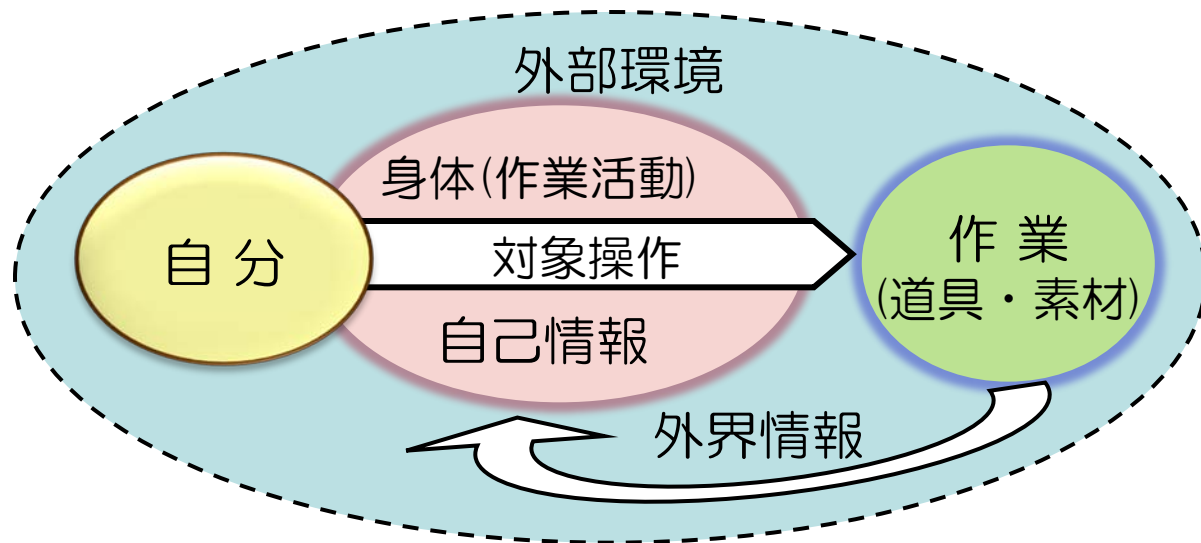 外部環境
身体(作業活動)
自 分
対象操作
作 業
(道具・素材)
自己情報
外界情報